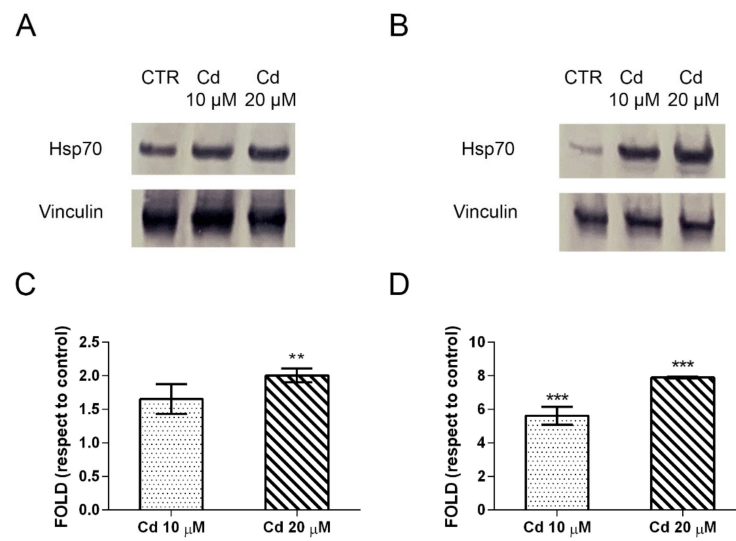 A
CTR Cd Cd
10 μM 20 μM
Hsp70
Vinculin
B
CTR Cd Cd
10 μM 20 μM
Hsp70
Vinculin
C
FOLD (respect to control)
2.5
2.0
1.5
1.0
0.5
0.0
**
Cd 10 μM Cd 20 μM
D
FOLD (respect to control)
10
8
6
4
2
0
***
***
Cd 10 μM Cd 20 μM